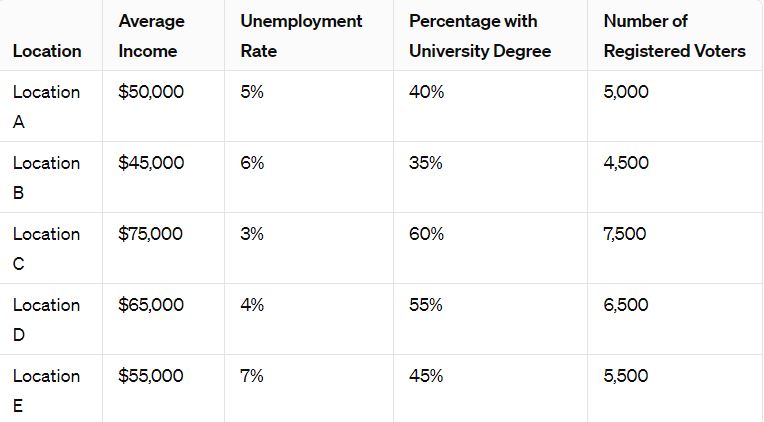 Location Average Income Unemployment Rate Percentage with University Degree Number of Registered Voters
Location A $50,000 5% 40% 5,000
Location B $45,000 6% 35% 4,500
Location C $75,000 3% 60% 7,500
Location D $65,000 4% 55% 6,500
Location E $55,000 7% 45% 5,500